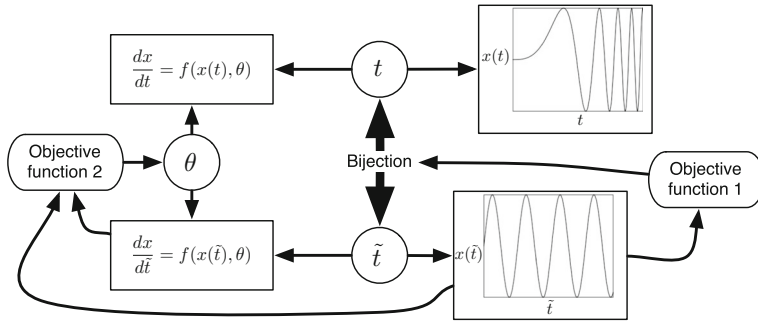 dx/dt = f(x(t), θ)
t
x(t)
t
Objective
function 2
θ
Bijection
Objective
function 1
dx/dt̃ = f(x(t̃), θ)
t̃
x(t̃)
t̃